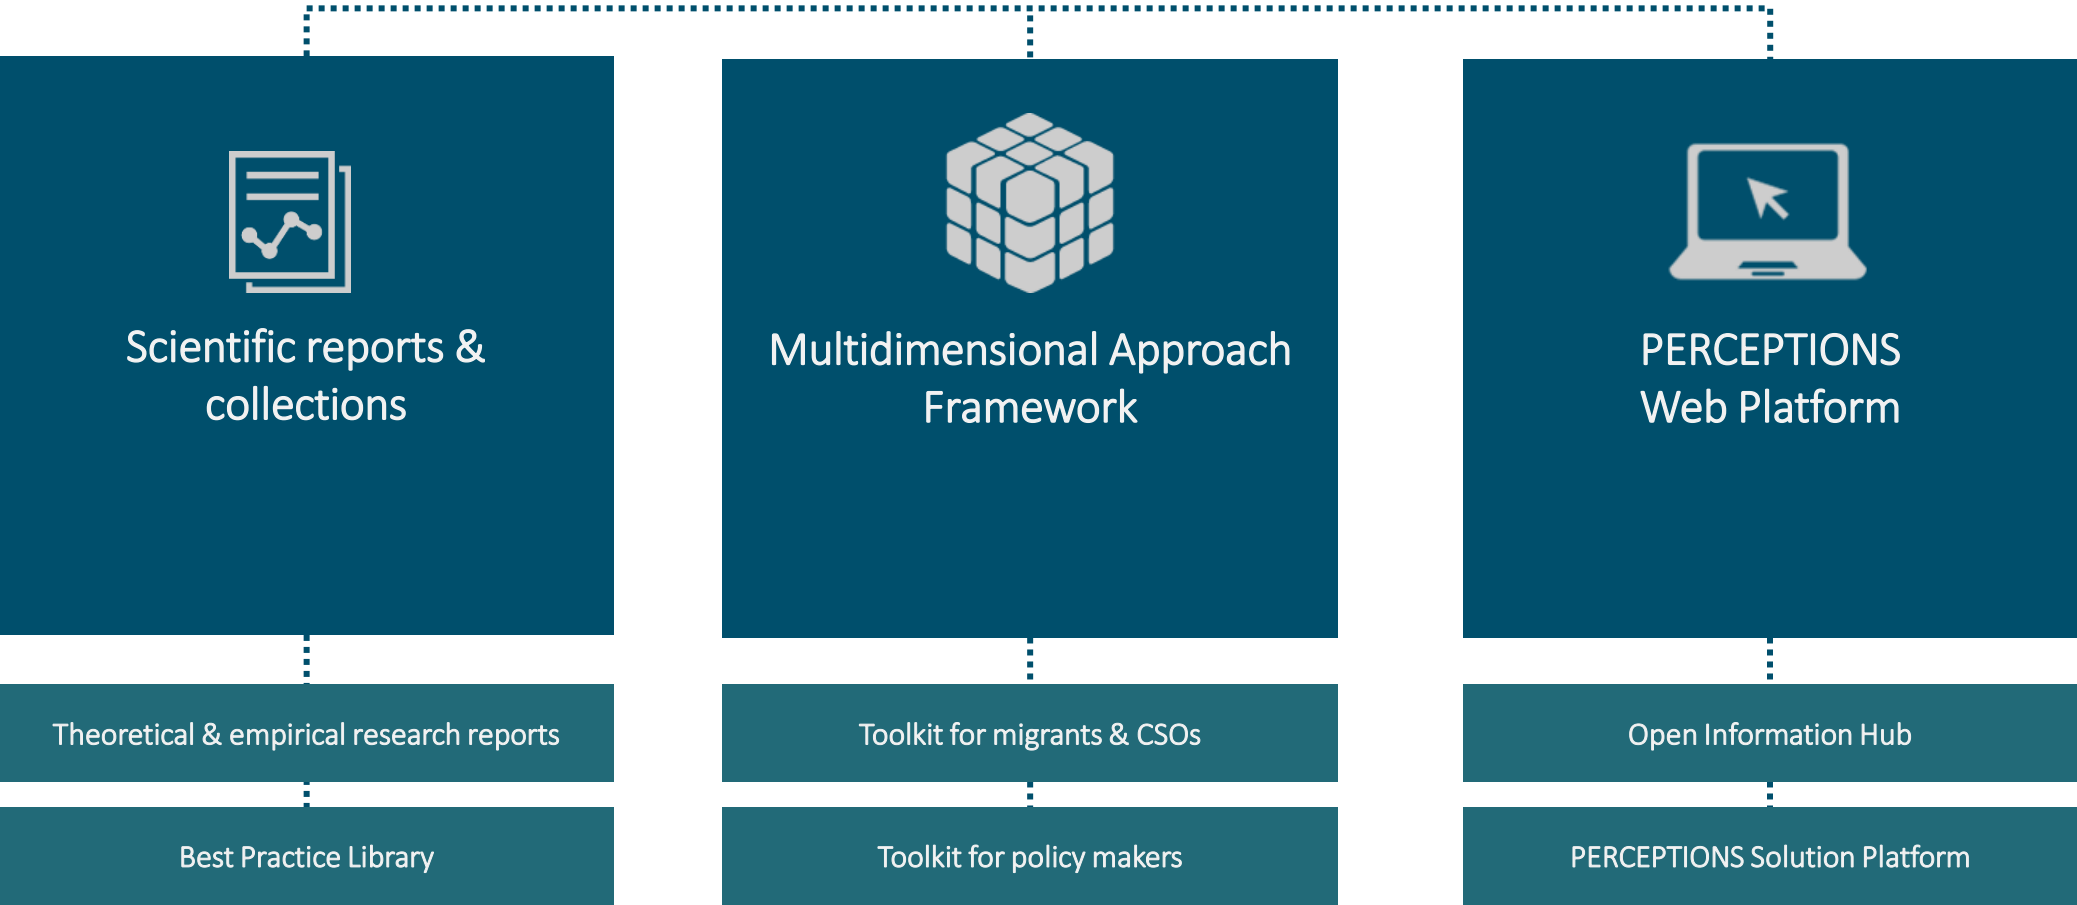 Scientific reports &
collections
Multidimensional Approach
Framework
PERCEPTIONS
Web Platform
Theoretical & empirical research reports
Toolkit for migrants & CSOs
Open Information Hub
Best Practice Library
Toolkit for policy makers
PERCEPTIONS Solution Platform